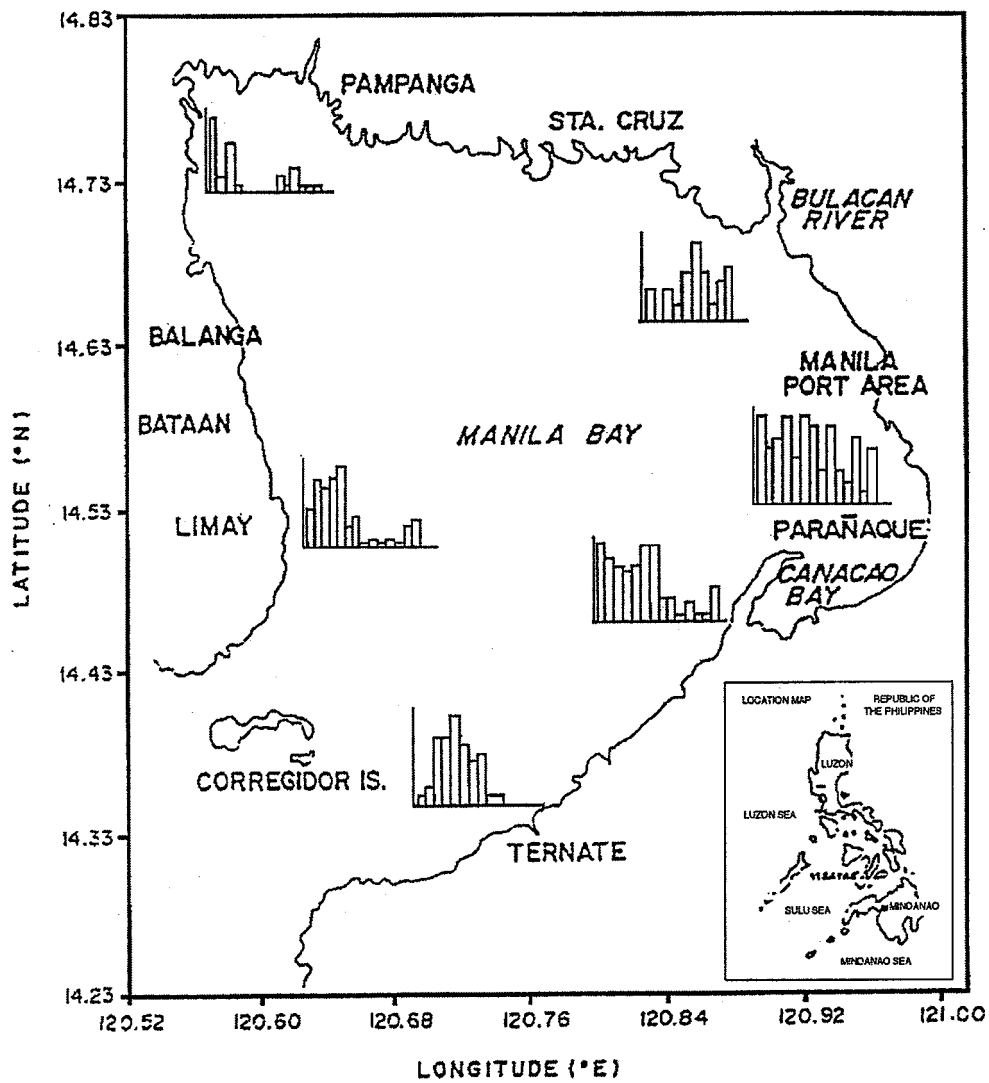 14.83
PAMPANGA
STA. CRUZ
14.73
BULACAN
RIVER
BALANGA
14.63
MANILA
PORT AREA
BATAAN
MANILA BAY
LATITUDE (°N)
14.53
LIMAY
PARAÑAQUE
CANACAO
BAY
14.43
LOCATION MAP
REPUBLIC OF
THE PHILIPPINES
LUZON
CORREGIDOR IS.
LUZON SEA
14.33
TERNATE
VISAYAS
SULU SEA
MINDANAO
MINDANAO SEA
14.23
120.52
120.60
120.68
120.76
120.84
120.92
121.00
LONGITUDE (°E)